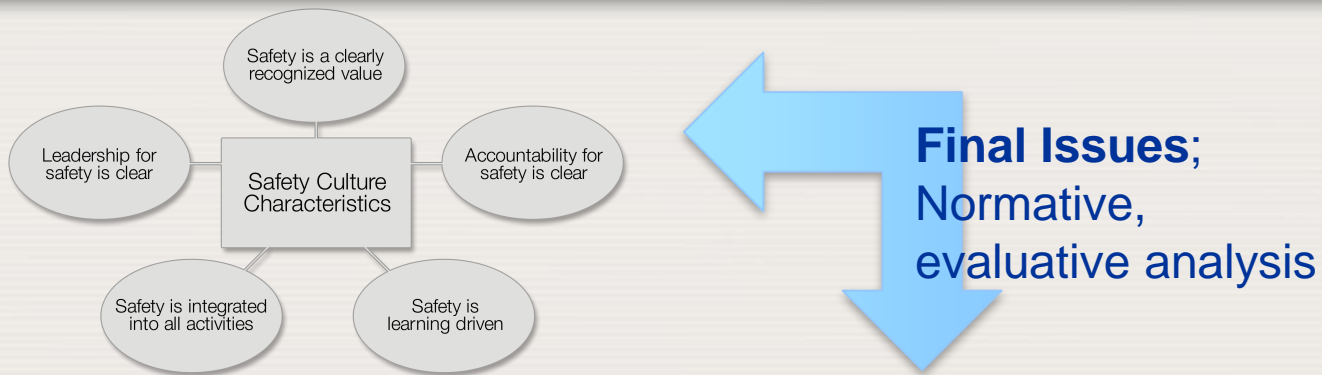 Safety is a clearly
recognized value
Leadership for
safety is clear
Safety Culture
Characteristics
Accountability for
safety is clear
Safety is integrated
into all activities
Safety is
learning driven
Final Issues;
Normative,
evaluative analysis